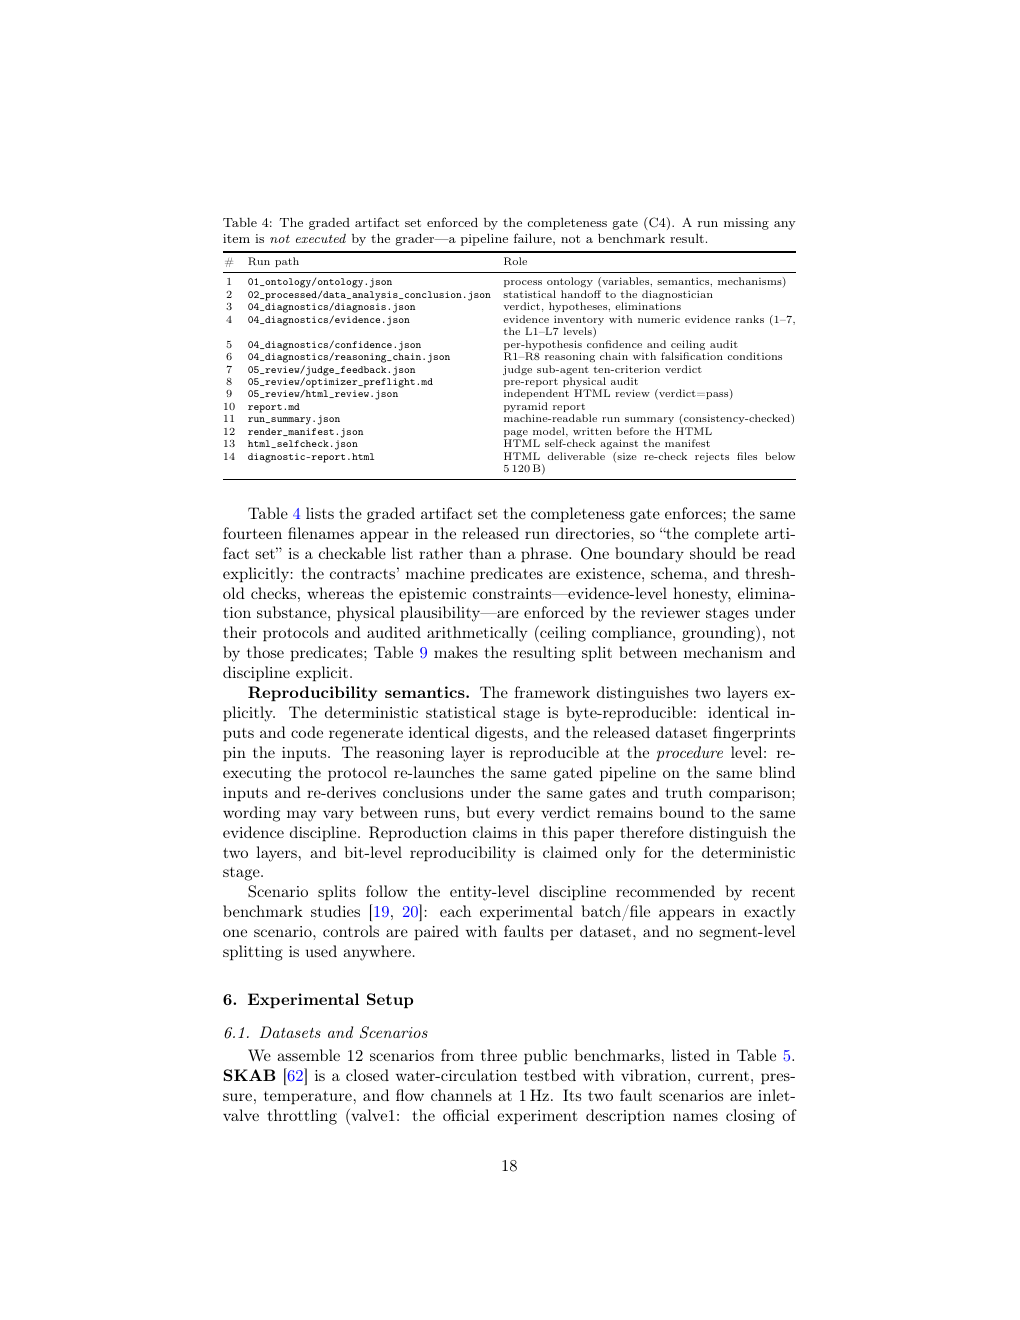 Table 4: The graded artifact set enforced by the completeness gate (C4). A run missing any
item is not executed by the grader—a pipeline failure, not a benchmark result.
# Run path Role
1 01_ontology/ontology.json process ontology (variables, semantics, mechanisms)
2 02_processed/data_analysis_conclusion.json statistical handoff to the diagnostician
3 04_diagnostics/diagnosis.json verdict, hypotheses, eliminations
4 04_diagnostics/evidence.json evidence inventory with numeric evidence ranks (1–7,
the L1–L7 levels)
5 04_diagnostics/confidence.json per-hypothesis confidence and ceiling audit
6 04_diagnostics/reasoning_chain.json R1–R8 reasoning chain with falsification conditions
7 05_review/judge_feedback.json judge sub-agent ten-criterion verdict
8 05_review/optimizer_preflight.md pre-report physical audit
9 05_review/html_review.json independent HTML review (verdict=pass)
10 report.md pyramid report
11 run_summary.json machine-readable run summary (consistency-checked)
12 render_manifest.json page model, written before the HTML
13 html_selfcheck.json HTML self-check against the manifest
14 diagnostic-report.html HTML deliverable (size re-check rejects files below
5 120 B)
Table 4 lists the graded artifact set the completeness gate enforces; the same
fourteen filenames appear in the released run directories, so “the complete arti-
fact set” is a checkable list rather than a phrase. One boundary should be read
explicitly: the contracts’ machine predicates are existence, schema, and thresh-
old checks, whereas the epistemic constraints—evidence-level honesty, elimina-
tion substance, physical plausibility—are enforced by the reviewer stages under
their protocols and audited arithmetically (ceiling compliance, grounding), not
by those predicates; Table 9 makes the resulting split between mechanism and
discipline explicit.
Reproducibility semantics. The framework distinguishes two layers ex-
plicitly. The deterministic statistical stage is byte-reproducible: identical in-
puts and code regenerate identical digests, and the released dataset fingerprints
pin the inputs. The reasoning layer is reproducible at the procedure level: re-
executing the protocol re-launches the same gated pipeline on the same blind
inputs and re-derives conclusions under the same gates and truth comparison;
wording may vary between runs, but every verdict remains bound to the same
evidence discipline. Reproduction claims in this paper therefore distinguish the
two layers, and bit-level reproducibility is claimed only for the deterministic
stage.
Scenario splits follow the entity-level discipline recommended by recent
benchmark studies [19, 20]: each experimental batch/file appears in exactly
one scenario, controls are paired with faults per dataset, and no segment-level
splitting is used anywhere.
6. Experimental Setup
6.1. Datasets and Scenarios
We assemble 12 scenarios from three public benchmarks, listed in Table 5.
SKAB [62] is a closed water-circulation testbed with vibration, current, pres-
sure, temperature, and flow channels at 1 Hz. Its two fault scenarios are inlet-
valve throttling (valve1: the official experiment description names closing of
18